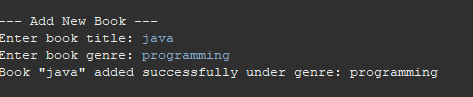 --- Add New Book ---
Enter book title: java
Enter book genre: programming
Book "java" added successfully under genre: programming